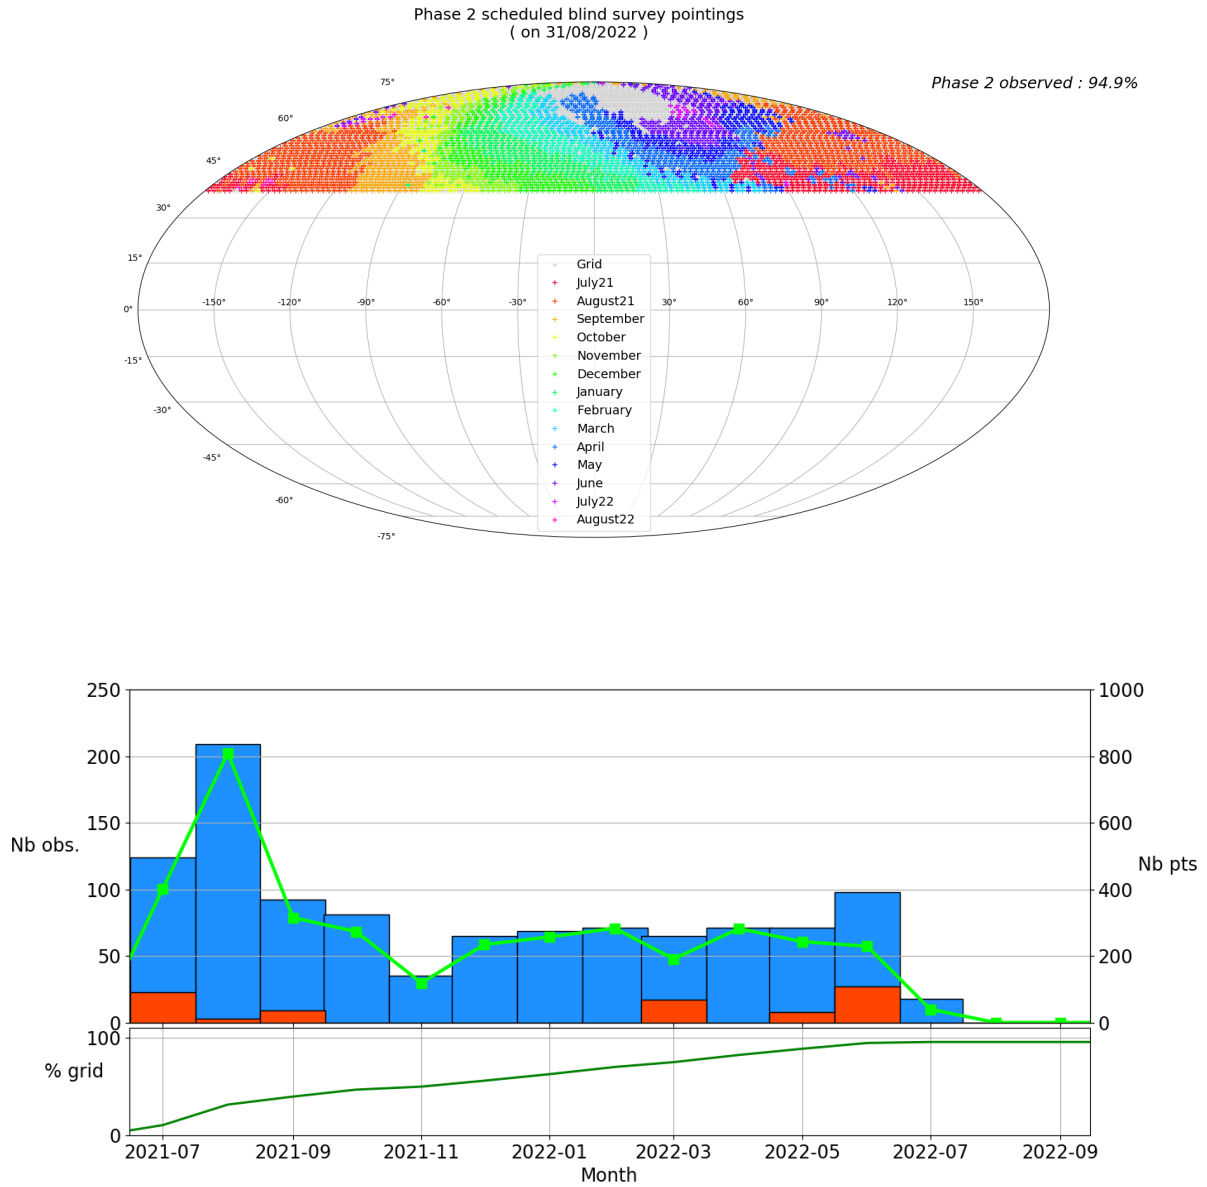 Phase 2 scheduled blind survey pointings
( on 31/08/2022 )
Phase 2 observed : 94.9%
75°
60°
45°
30°
15°
0°
-15°
-30°
-45°
-60°
-75°
-150° -120° -90° -60° -30° 30° 60° 90° 120° 150°
Grid
July21
August21
September
October
November
December
January
February
March
April
May
June
July22
August22
250 1000
200 800
150 600
Nb obs.
Nb pts
100 400
50 200
0 0
100
% grid
0
2021-07 2021-09 2021-11 2022-01 2022-03 2022-05 2022-07 2022-09
Month